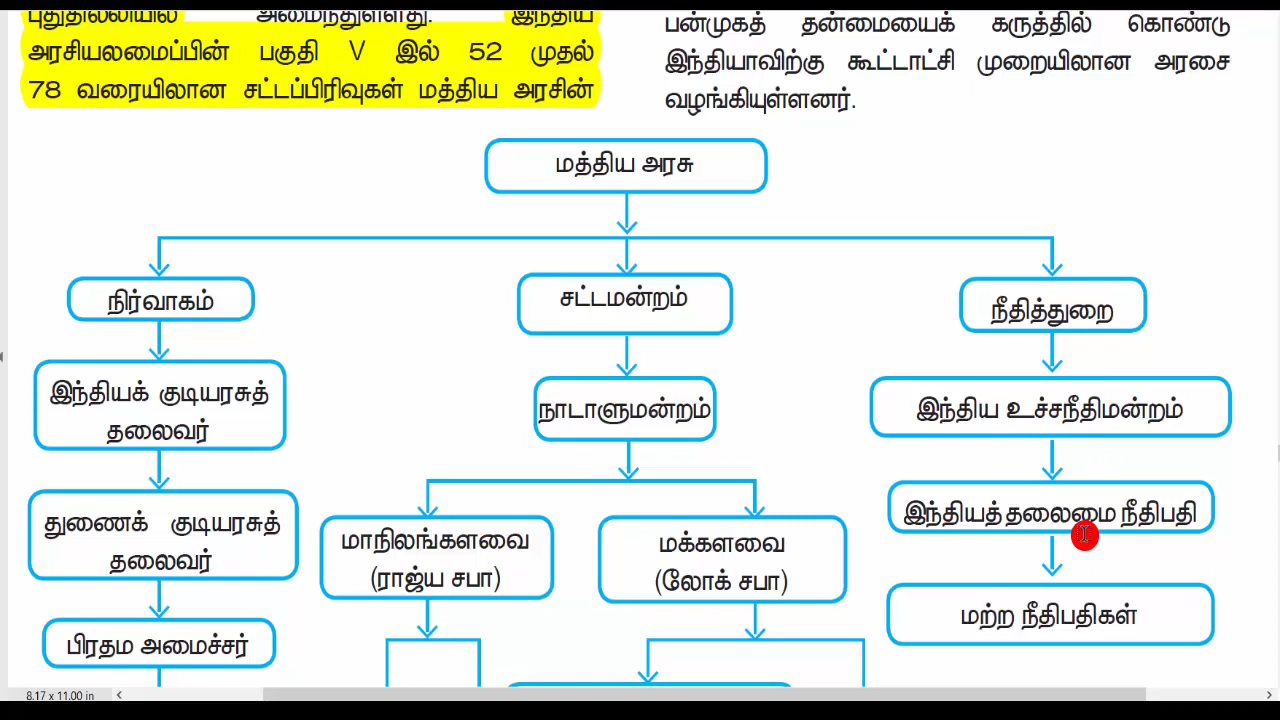 புதுதில்லியில் அமைந்துள்ளது. இந்திய
அரசியலமைப்பின் பகுதி V இல் 52 முதல்
78 வரையிலான சட்டப்பிரிவுகள் மத்திய அரசின்
பன்முகத் தன்மையைக் கருத்தில் கொண்டு
இந்தியாவிற்கு கூட்டாட்சி முறையிலான அரசை
வழங்கியுள்ளனர்.
மத்திய அரசு
நிர்வாகம்
சட்டமன்றம்
நீதித்துறை
இந்தியக் குடியரசுத்
தலைவர்
நாடாளுமன்றம்
இந்திய உச்சநீதிமன்றம்
துணைக் குடியரசுத்
தலைவர்
மாநிலங்களவை
(ராஜ்ய சபா)
மக்களவை
(லோக் சபா)
இந்தியத் தலைமை நீதிபதி
பிரதம அமைச்சர்
மற்ற நீதிபதிகள்
8.17 x 11.00 in